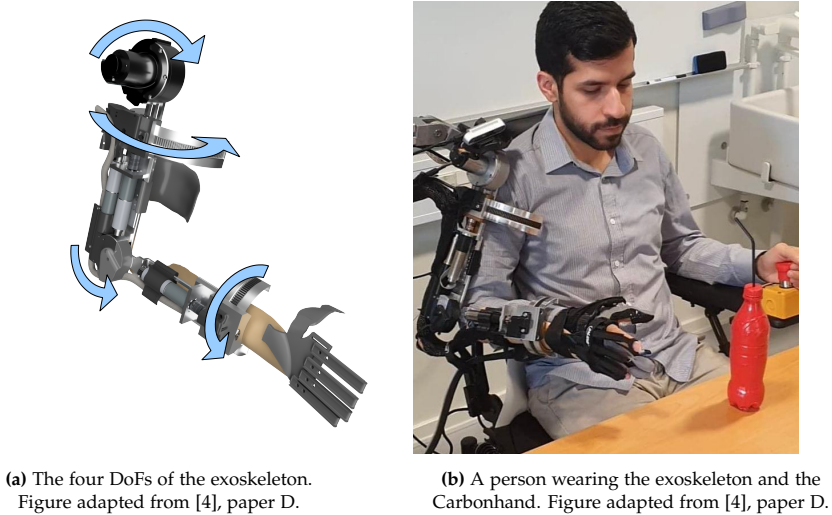 (a) The four DoFs of the exoskeleton.
Figure adapted from [4], paper D.
(b) A person wearing the exoskeleton and the
Carbonhand. Figure adapted from [4], paper D.